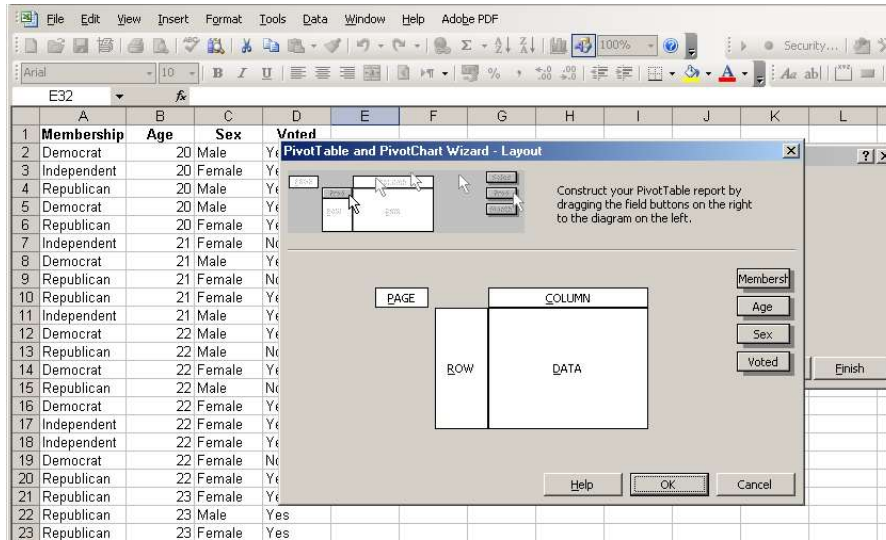 File Edit View Insert Format Tools Data Window Help Adobe PDF
100% Security...
Arial 10 B I U
E32 fx
A B C D E F G H I J K L
1 Membership Age Sex Voted
2 Democrat 20 Male
3 Independent 20 Female
4 Republican 20 Male
5 Democrat 20 Male
6 Republican 20 Female
7 Independent 21 Female
8 Democrat 21 Male
9 Republican 21 Female
10 Republican 21 Female
11 Independent 21 Male
12 Democrat 22 Male
13 Republican 22 Male
14 Democrat 22 Female
15 Republican 22 Male
16 Democrat 22 Female
17 Independent 22 Female
18 Independent 22 Female
19 Democrat 22 Female
20 Republican 22 Female
21 Republican 23 Female
22 Republican 23 Male Yes
23 Republican 23 Female Yes
PivotTable and PivotChart Wizard - Layout
Construct your PivotTable report by
dragging the field buttons on the right
to the diagram on the left.
PAGE COLUMN
ROW DATA
Membersh
Age
Sex
Voted
Help OK Cancel
Finish